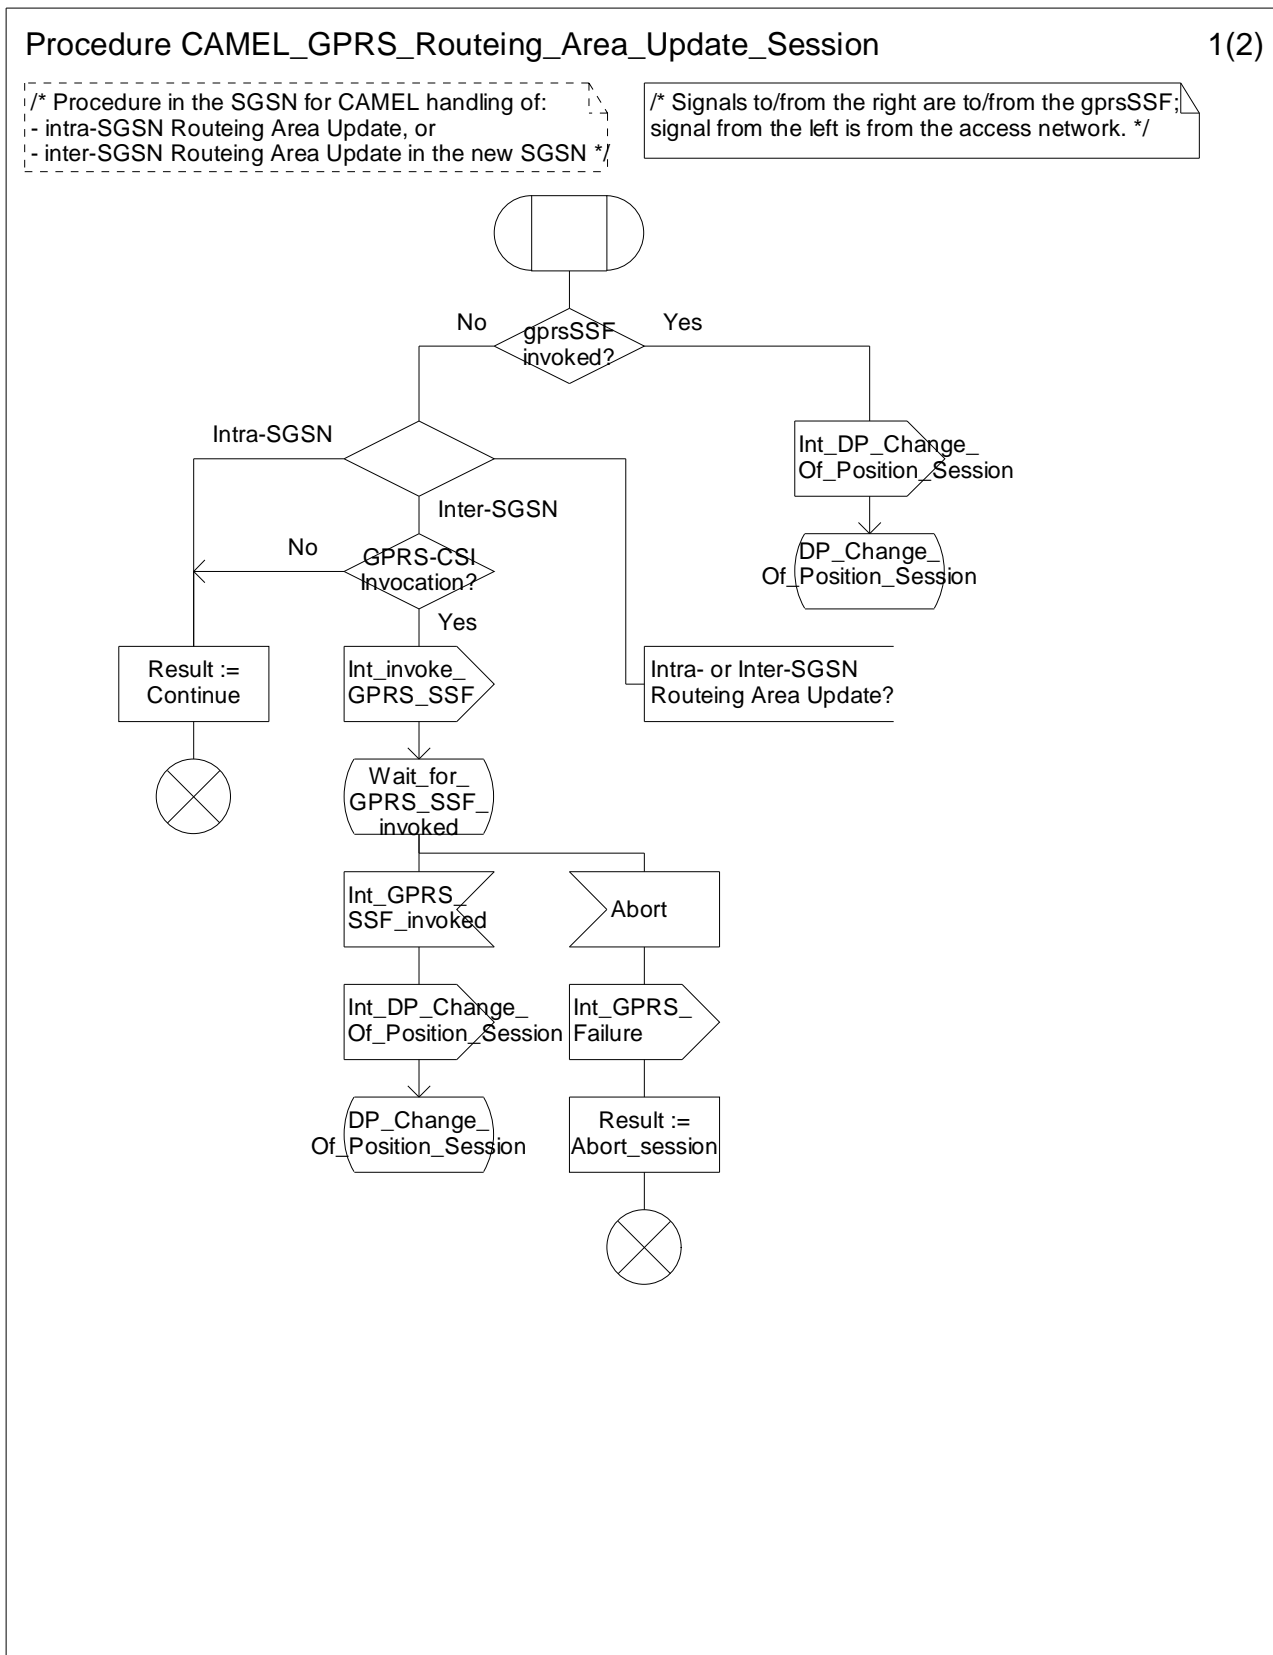 Procedure CAMEL_GPRS_Routeing_Area_Update_Session
1(2)
/* Procedure in the SGSN for CAMEL handling of:
- intra-SGSN Routeing Area Update, or
- inter-SGSN Routeing Area Update in the new SGSN */
/* Signals to/from the right are to/from the gprsSSF;
signal from the left is from the access network. */
No
gprsSSF
invoked?
Yes
Intra-SGSN
Int_DP_Change_
Of_Position_Session
Inter-SGSN
No
GPRS-CSI
Invocation?
DP_Change_
Of_Position_Session
Yes
Result :=
Continue
Int_invoke_
GPRS_SSF
Intra- or Inter-SGSN
Routeing Area Update?
Wait_for_
GPRS_SSF_
invoked
Int_GPRS_
SSF_invoked
Abort
Int_DP_Change_
Of_Position_Session
Int_GPRS_
Failure
DP_Change_
Of_Position_Session
Result :=
Abort_session